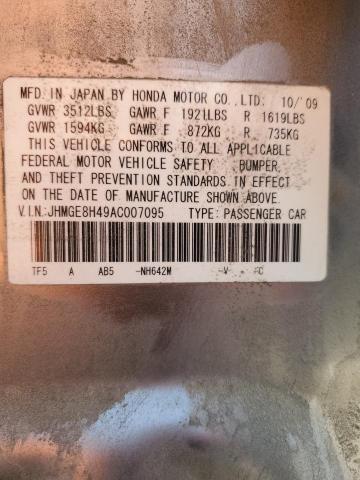 MFD. IN JAPAN BY HONDA MOTOR CO., LTD. 10/'09
GVWR 3512LBS GAWR F 1921LBS R 1619LBS
GVWR 1594KG GAWR F 872KG R 735KG
THIS VEHICLE CONFORMS TO ALL APPLICABLE
FEDERAL MOTOR VEHICLE SAFETY, BUMPER,
AND THEFT PREVENTION STANDARDS IN EFFECT
ON THE DATE OF MANUFACTURE SHOWN ABOVE.
V.I.N: JHMGE8H49AC007095 TYPE: PASSENGER CAR
TF5 A AB5 -NH642M -V- FC